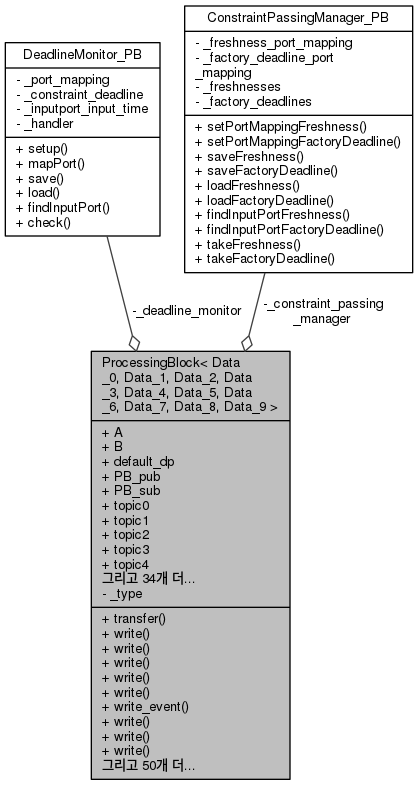 DeadlineMonitor_PB
- _port_mapping
- _constraint_deadline
- _inputport_input_time
- _handler
+ setup()
+ mapPort()
+ save()
+ load()
+ findInputPort()
+ check()
ConstraintPassingManager_PB
- _freshness_port_mapping
- _factory_deadline_port
_mapping
- _freshnesses
- _factory_deadlines
+ setPortMappingFreshness()
+ setPortMappingFactoryDeadline()
+ saveFreshness()
+ saveFactoryDeadline()
+ loadFreshness()
+ loadFactoryDeadline()
+ findInputPortFreshness()
+ findInputPortFactoryDeadline()
+ takeFreshness()
+ takeFactoryDeadline()
-_deadline_monitor
-_constraint_passing
_manager
ProcessingBlock< Data
_0, Data_1, Data_2, Data
_3, Data_4, Data_5, Data
_6, Data_7, Data_8, Data_9 >
+ A
+ B
+ default_dp
+ PB_pub
+ PB_sub
+ topic0
+ topic1
+ topic2
+ topic3
+ topic4
그리고 34개 더...
- _type
+ transfer()
+ write()
+ write()
+ write()
+ write()
+ write()
+ write_event()
+ write()
+ write()
+ write()
그리고 50개 더...